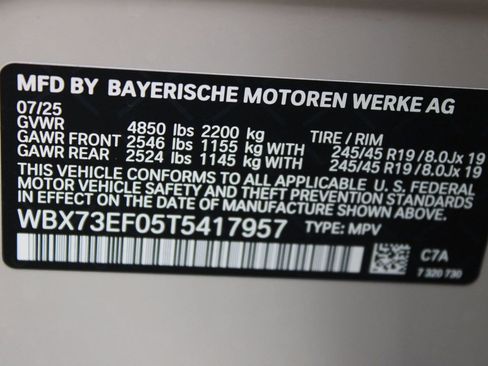 MFD BY BAYERISCHE MOTOREN WERKE AG
07/25
GVWR 4850 lbs 2200 kg TIRE / RIM
GAWR FRONT 2546 lbs 1155 kg WITH 245/45 R19 / 8.0Jx 19
GAWR REAR 2524 lbs 1145 kg WITH 245/45 R19 / 8.0Jx 19
THIS VEHICLE CONFORMS TO ALL APPLICABLE U. S. FEDERAL
MOTOR VEHICLE SAFETY AND THEFT PREVENTION STANDARDS
IN EFFECT ON THE DATE OF MANUFACTURE SHOWN ABOVE.
WBX73EF05T5417957 TYPE: MPV
C7A
7 320 730